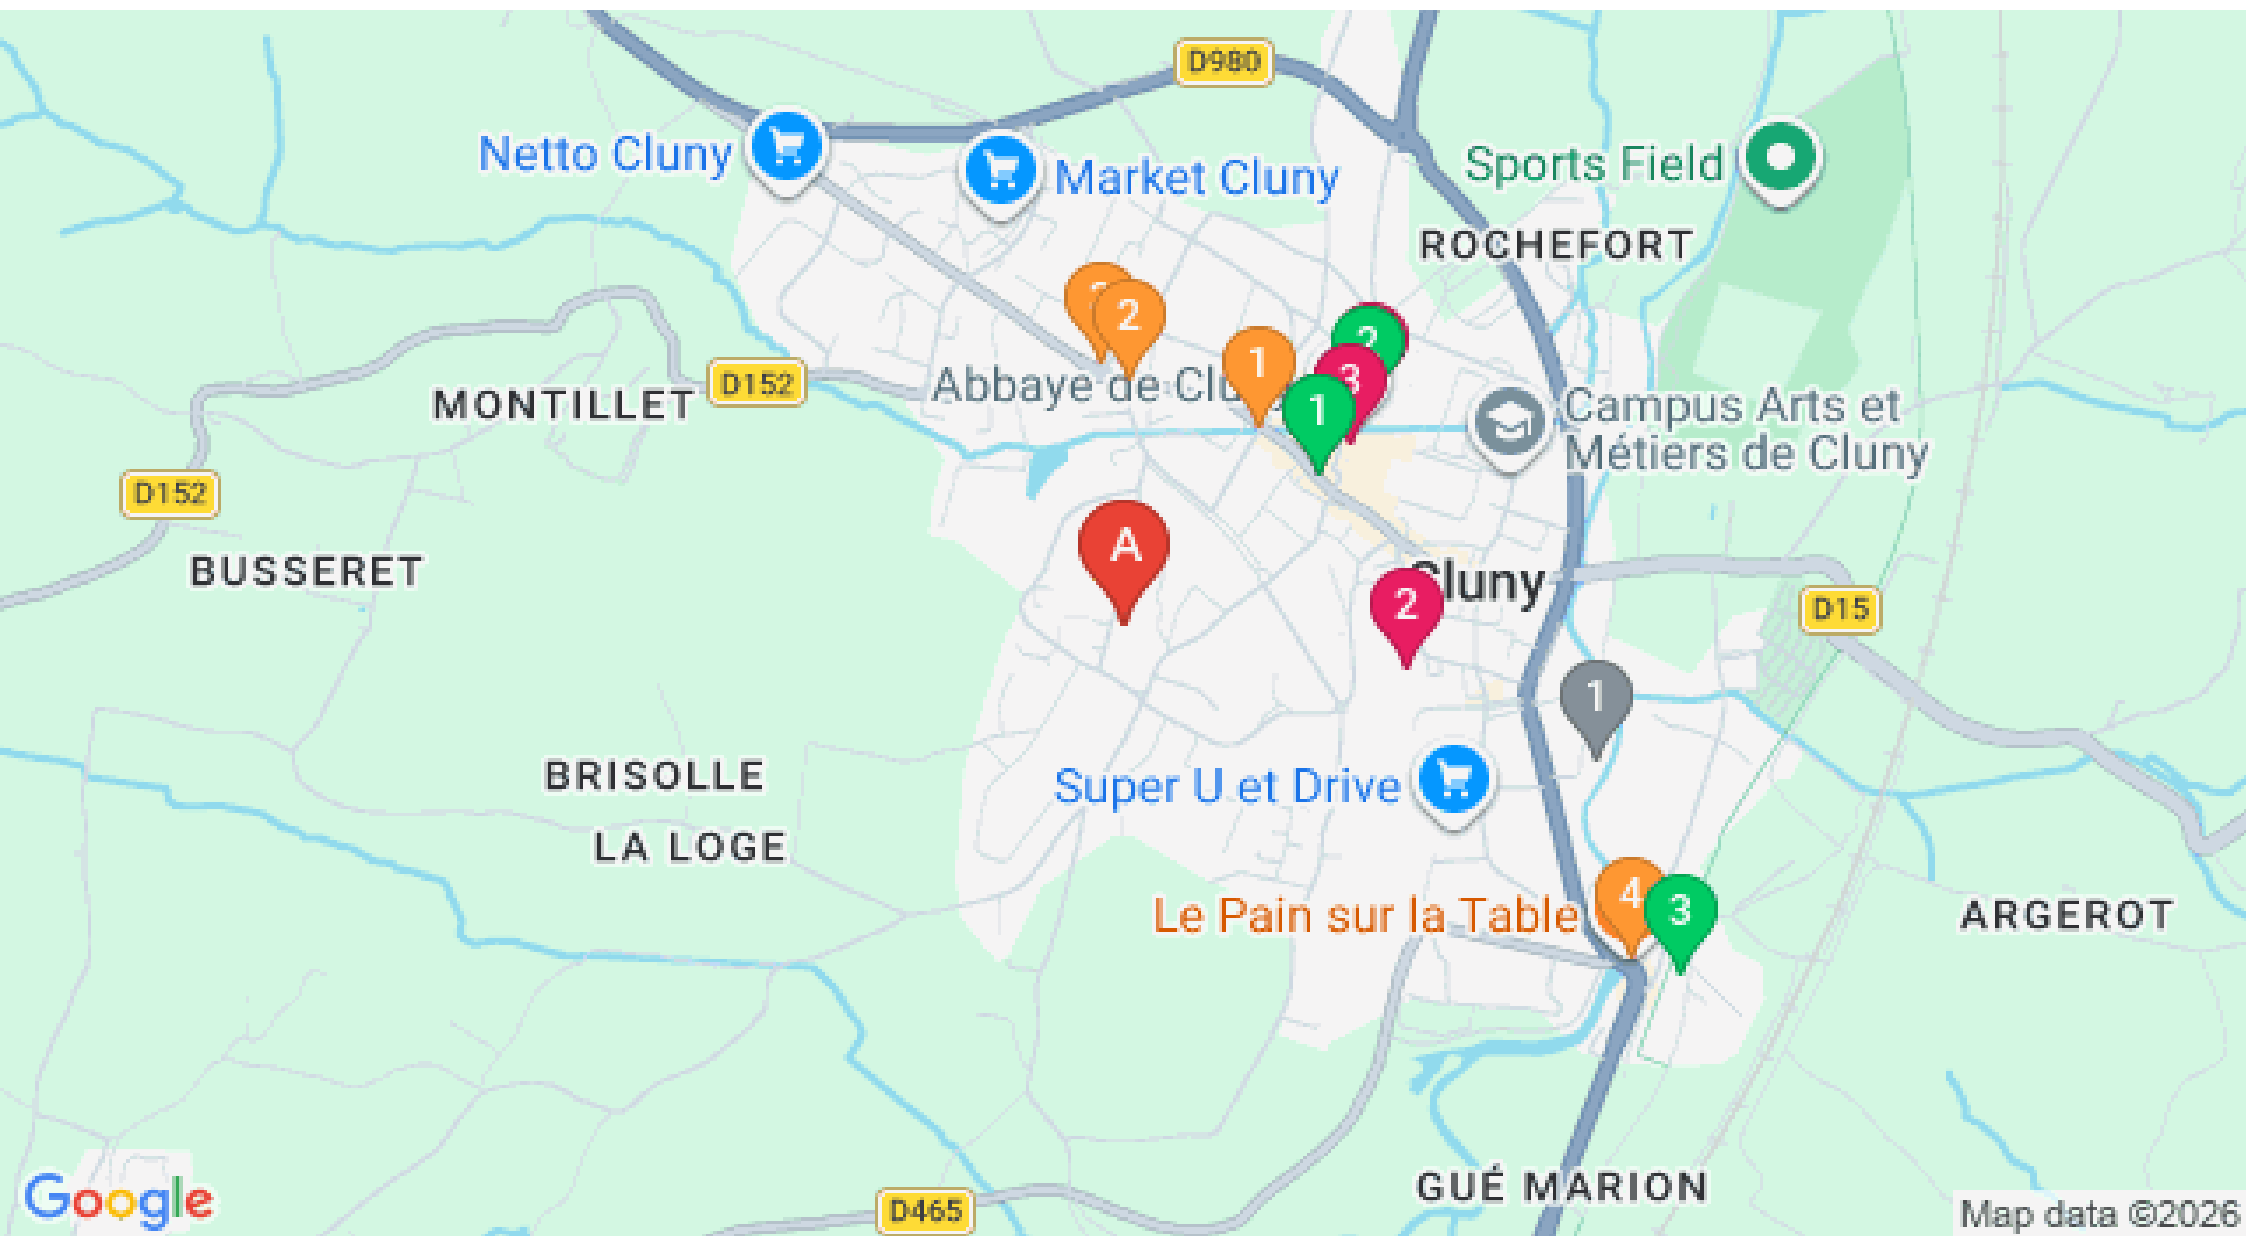 D980
Netto Cluny
Market Cluny
Sports Field
ROCHEFORT
2
1
2
3
1
Abbaye de Clu
D152
MONTILLET
Campus Arts et
Métiers de Cluny
D152
BUSSERET
A
Cluny
2
D15
1
BRISOLLE
Super U et Drive
LA LOGE
4
3
Le Pain sur la Table
ARGEROT
GUÉ MARION
Google
D465
Map data ©2026